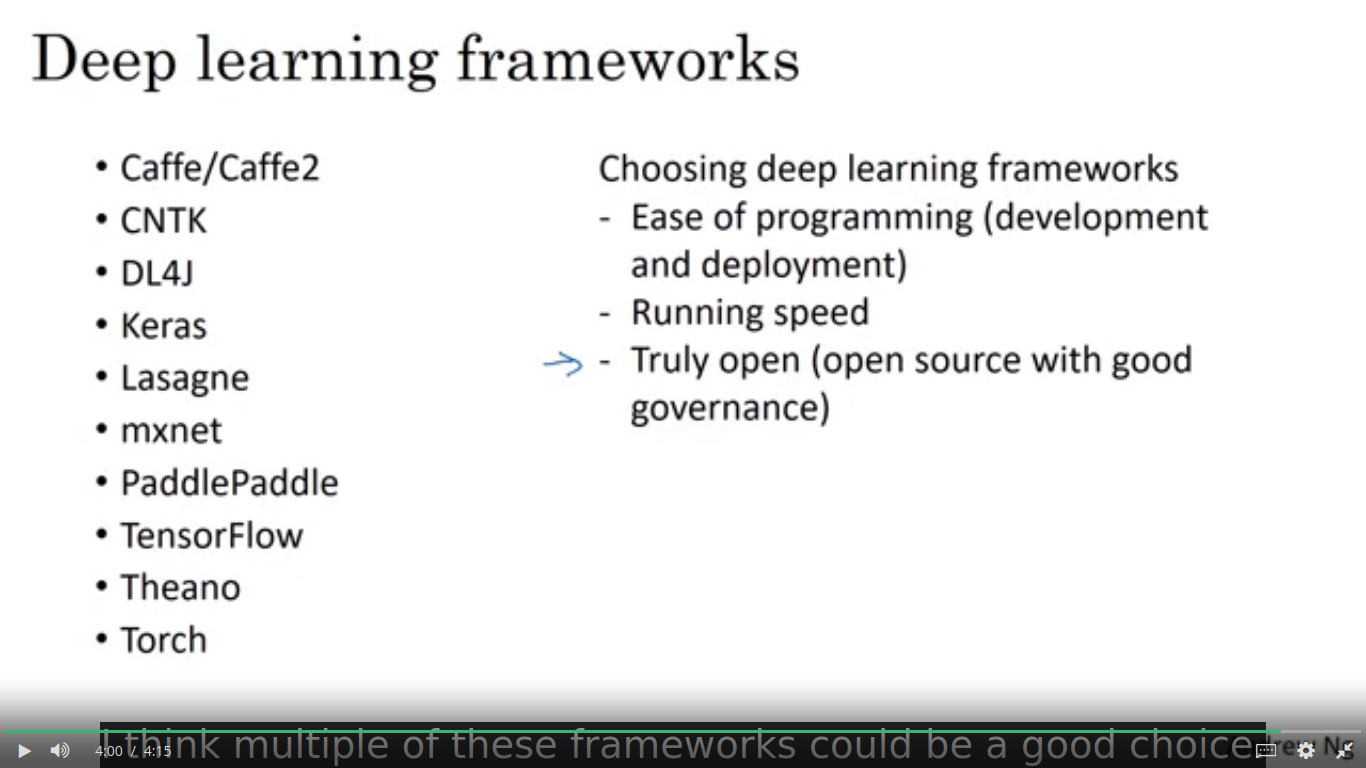 Deep learning frameworks
• Caffe/Caffe2
• CNTK
• DL4J
• Keras
• Lasagne
• mxnet
• PaddlePaddle
• TensorFlow
• Theano
• Torch
Choosing deep learning frameworks
- Ease of programming (development
and deployment)
- Running speed
- Truly open (open source with good
governance)
I think multiple of these frameworks could be a good choice.
4:00 / 4:15
Ng